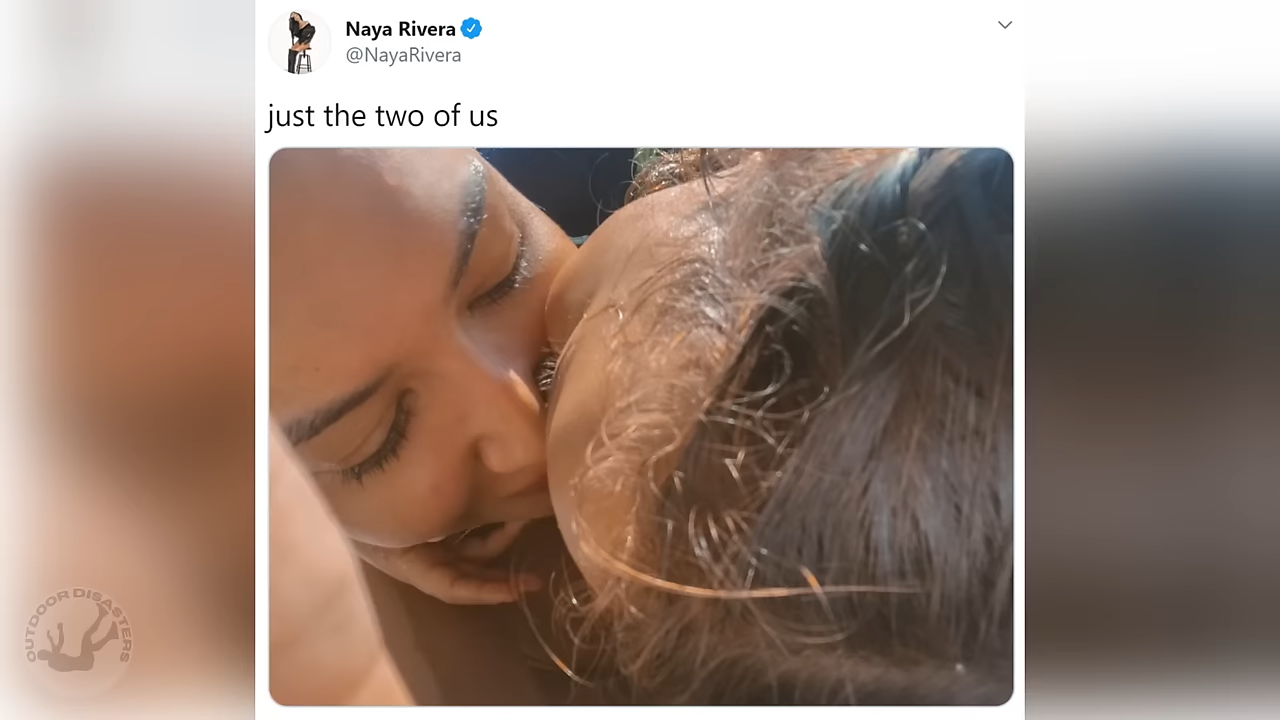 Naya Rivera
@NayaRivera
just the two of us
OUTDOOR DISASTERS